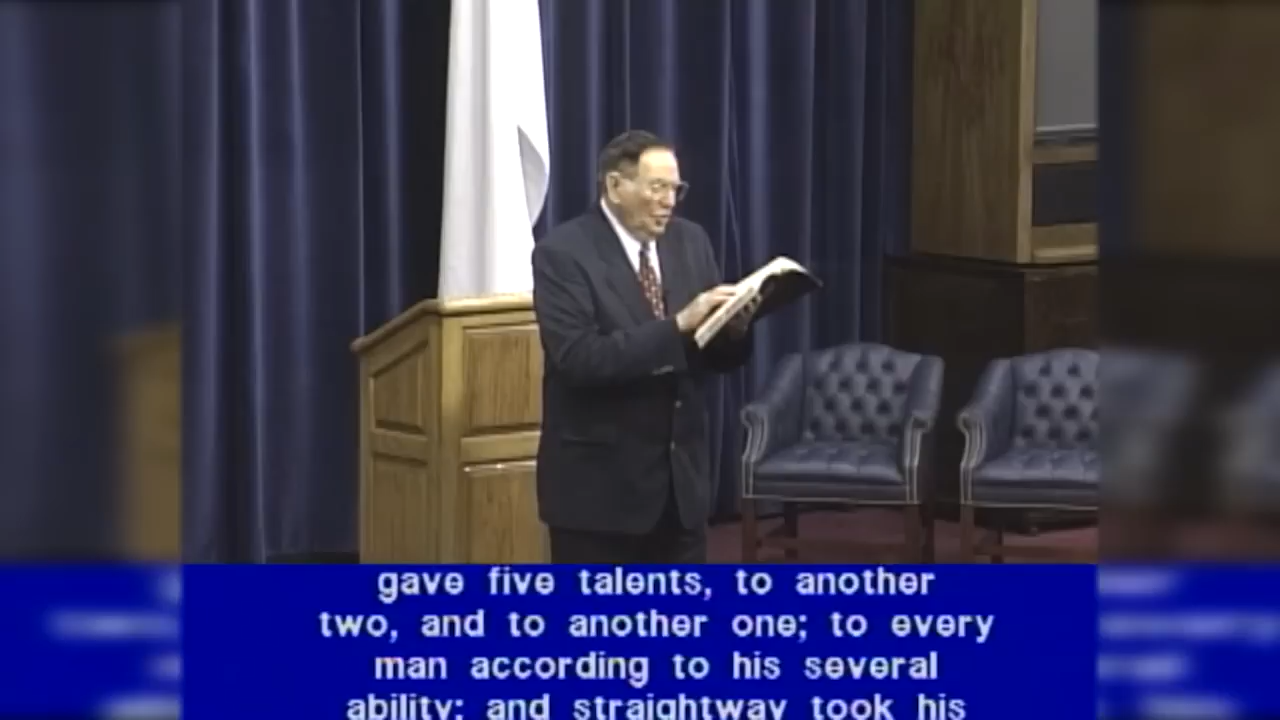 gave five talents, to another
two, and to another one; to every
man according to his several
ability; and straightway took his